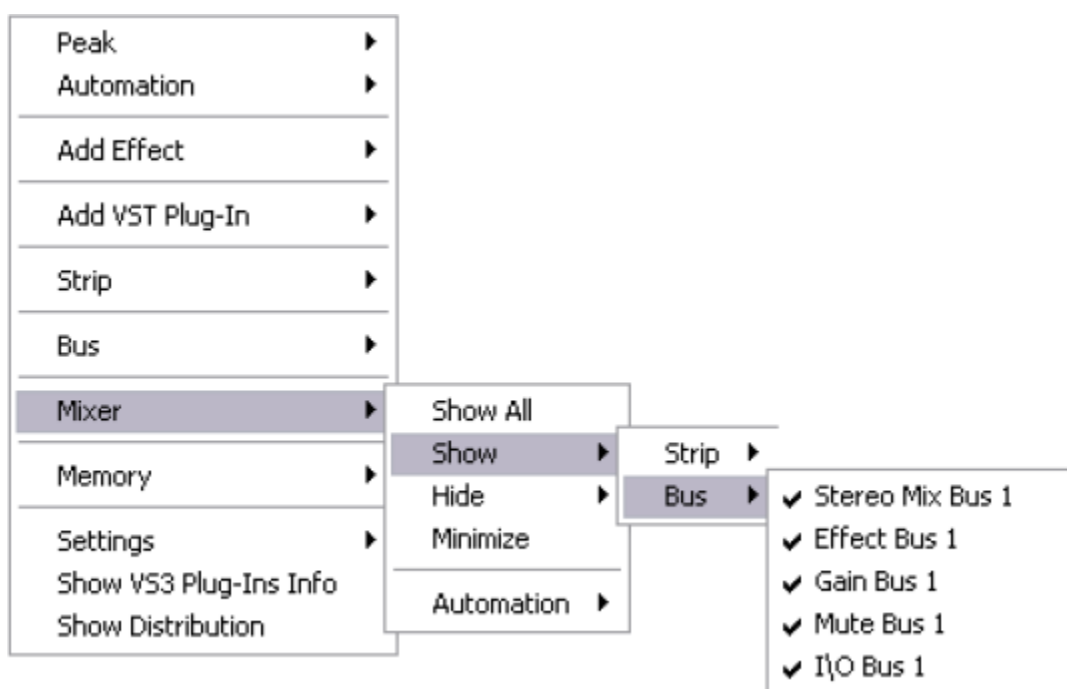 Peak
Automation
Add Effect
Add VST Plug-In
Strip
Bus
Mixer
Memory
Settings
Show VS3 Plug-Ins Info
Show Distribution
Show All
Show
Hide
Minimize
Automation
Strip
Bus
Stereo Mix Bus 1
Effect Bus 1
Gain Bus 1
Mute Bus 1
I\O Bus 1